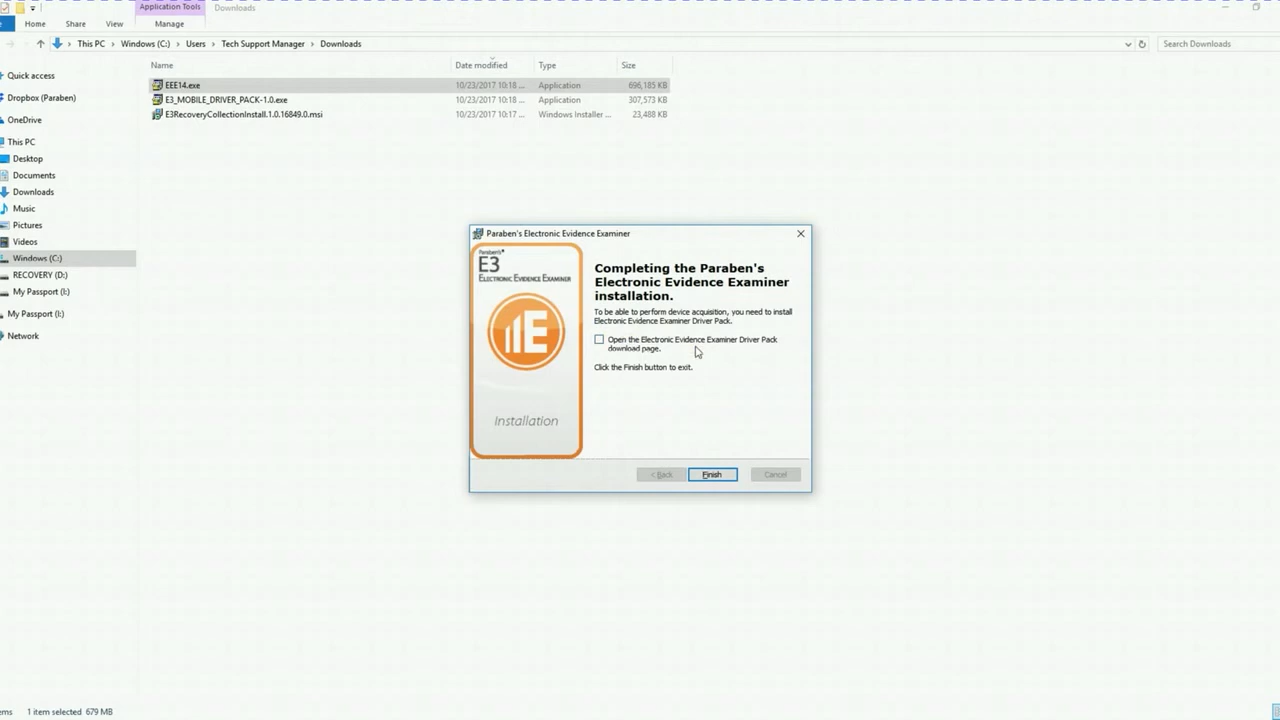 Application Tools
Downloads
Home
Share
View
Manage
This PC
Windows (C:)
Users
Tech Support Manager
Downloads
Search Downloads
Name
Date modified
Type
Size
Quick access
Dropbox (Paraben)
OneDrive
This PC
Desktop
Documents
Downloads
Music
Pictures
Videos
Windows (C:)
RECOVERY (D:)
My Passport (I:)
My Passport (I:)
Network
EEE14.exe
10/23/2017 10:18 ...
Application
696,185 KB
E3_MOBILE_DRIVER_PACK-1.0.exe
10/23/2017 10:18 ...
Application
307,573 KB
E3RecoveryCollectionInstall.1.0.16849.0.msi
10/23/2017 10:17 ...
Windows Installer ...
23,488 KB
Paraben's Electronic Evidence Examiner
Paraben's®
E3
Electronic Evidence Examiner
Installation
Completing the Paraben's
Electronic Evidence Examiner
installation.
To be able to perform device acquisition, you need to install
Electronic Evidence Examiner Driver Pack.
Open the Electronic Evidence Examiner Driver Pack
download page.
Click the Finish button to exit.
< Back
Finish
Cancel
1 item selected 679 MB